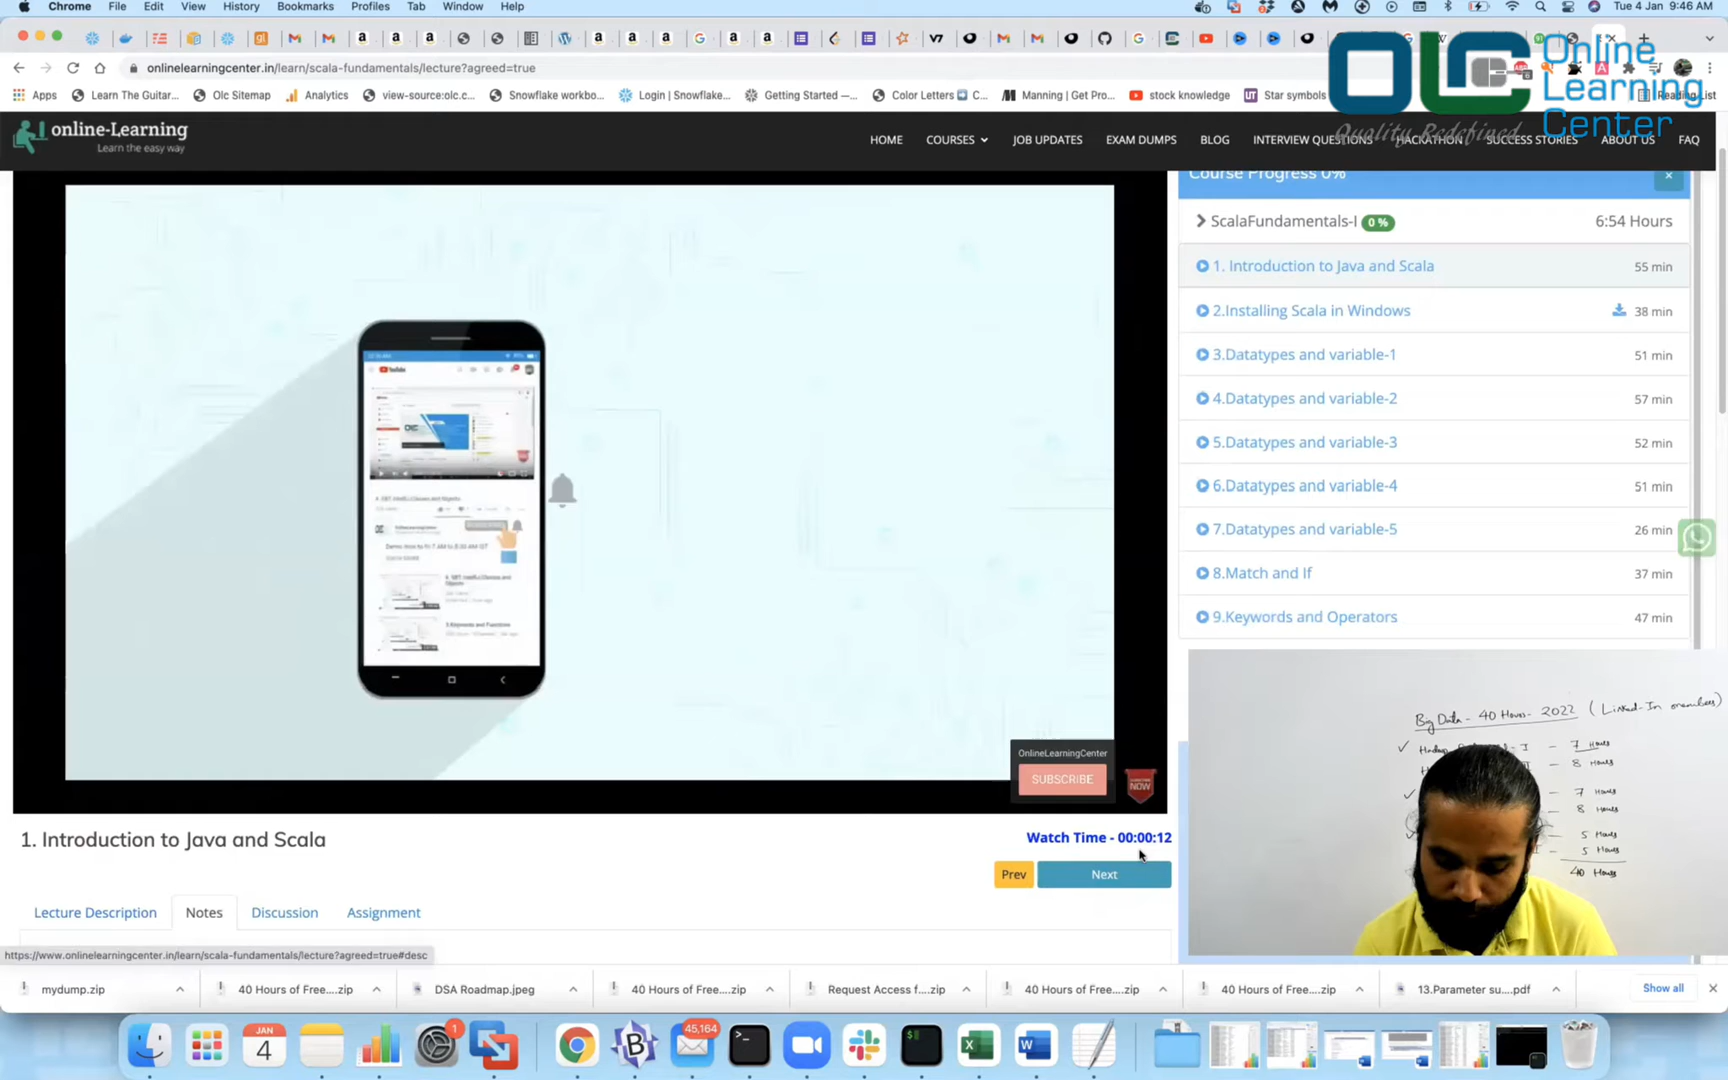 Chrome File Edit View History Bookmarks Profiles Tab Window Help
Tue 4 Jan 9:46 AM
onlinelearningcenter.in/learn/scala-fundamentals/lecture?agreed=true
Apps Learn The Guitar... Olc Sitemap Analytics view-source:olc.c... Snowflake workbo... Login | Snowflake... Getting Started —... Color Letters C... Manning | Get Pro... stock knowledge Star symbols
Reading List
OLC Online Learning Center
Quality Redefined
online-Learning
Learn the easy way
HOME COURSES JOB UPDATES EXAM DUMPS BLOG INTERVIEW QUESTIONS HACKATHON SUCCESS STORIES ABOUT US FAQ
Course Progress 0%
ScalaFundamentals-I 0 % 6:54 Hours
1. Introduction to Java and Scala 55 min
2.Installing Scala in Windows 38 min
3.Datatypes and variable-1 51 min
4.Datatypes and variable-2 57 min
5.Datatypes and variable-3 52 min
6.Datatypes and variable-4 51 min
7.Datatypes and variable-5 26 min
8.Match and If 37 min
9.Keywords and Operators 47 min
YouTube
OnlineLearningCenter
SUBSCRIBE
NOW
Big Data - 40 Hours - 2022 (Linked-In members)
I - 7 Hours
8 Hours
- 7 Hours
- 8 Hours
5 Hours
- 5 Hours
40 Hours
1. Introduction to Java and Scala
Watch Time - 00:00:12
Prev Next
Lecture Description Notes Discussion Assignment
https://www.onlinelearningcenter.in/learn/scala-fundamentals/lecture?agreed=true#desc
mydump.zip 40 Hours of Free....zip DSA Roadmap.jpeg 40 Hours of Free....zip Request Access f....zip 40 Hours of Free....zip 40 Hours of Free....zip 13.Parameter su....pdf Show all
JAN
4
1
45,164